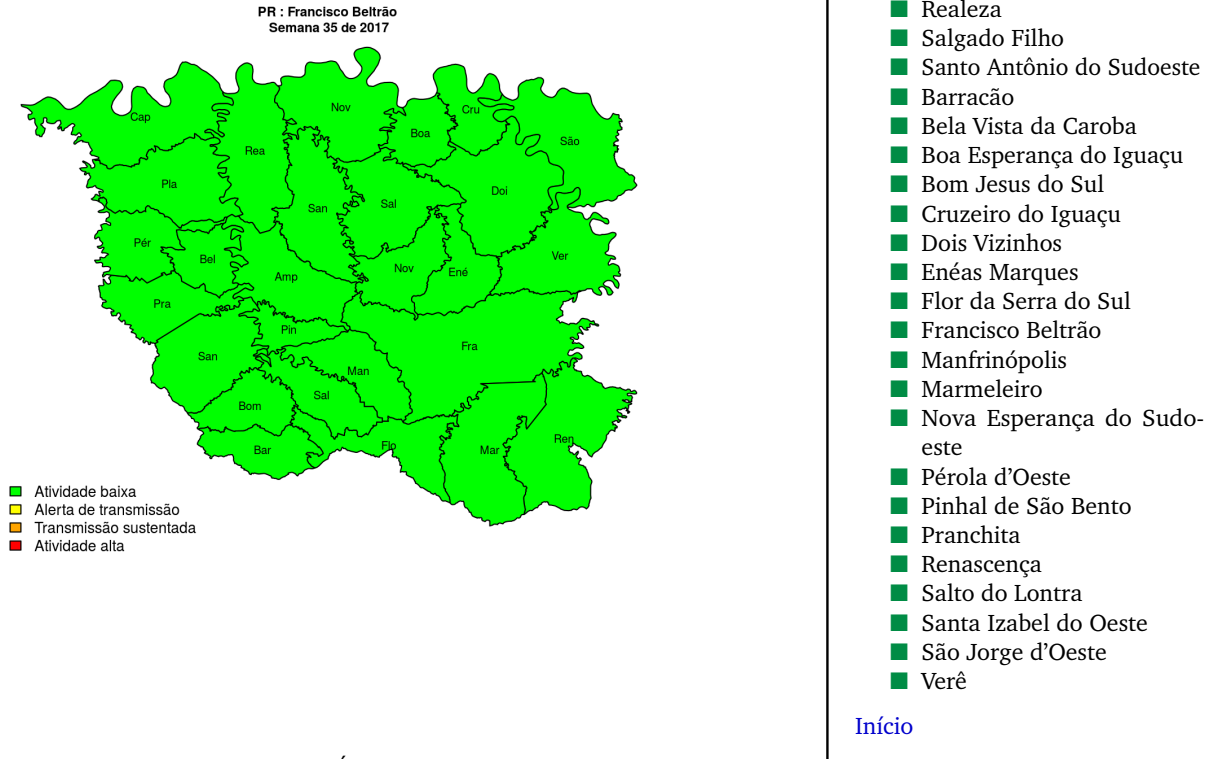 PR : Francisco Beltrão
Semana 35 de 2017
Cap
Nov
Cru
Boa
São
Rea
Pla
Doi
San
Sal
Pér
Bel
Ver
Nov
Ené
Amp
Pra
Pin
Fra
San
Man
Sal
Bom
Flo
Ren
Bar
Mar
Atividade baixa
Alerta de transmissão
Transmissão sustentada
Atividade alta
Realeza
Salgado Filho
Santo Antônio do Sudoeste
Barracão
Bela Vista da Caroba
Boa Esperança do Iguaçu
Bom Jesus do Sul
Cruzeiro do Iguaçu
Dois Vizinhos
Enéas Marques
Flor da Serra do Sul
Francisco Beltrão
Manfrinópolis
Marmeleiro
Nova Esperança do Sudo-
este
Pérola d’Oeste
Pinhal de São Bento
Pranchita
Renascença
Salto do Lontra
Santa Izabel do Oeste
São Jorge d’Oeste
Verê
Início